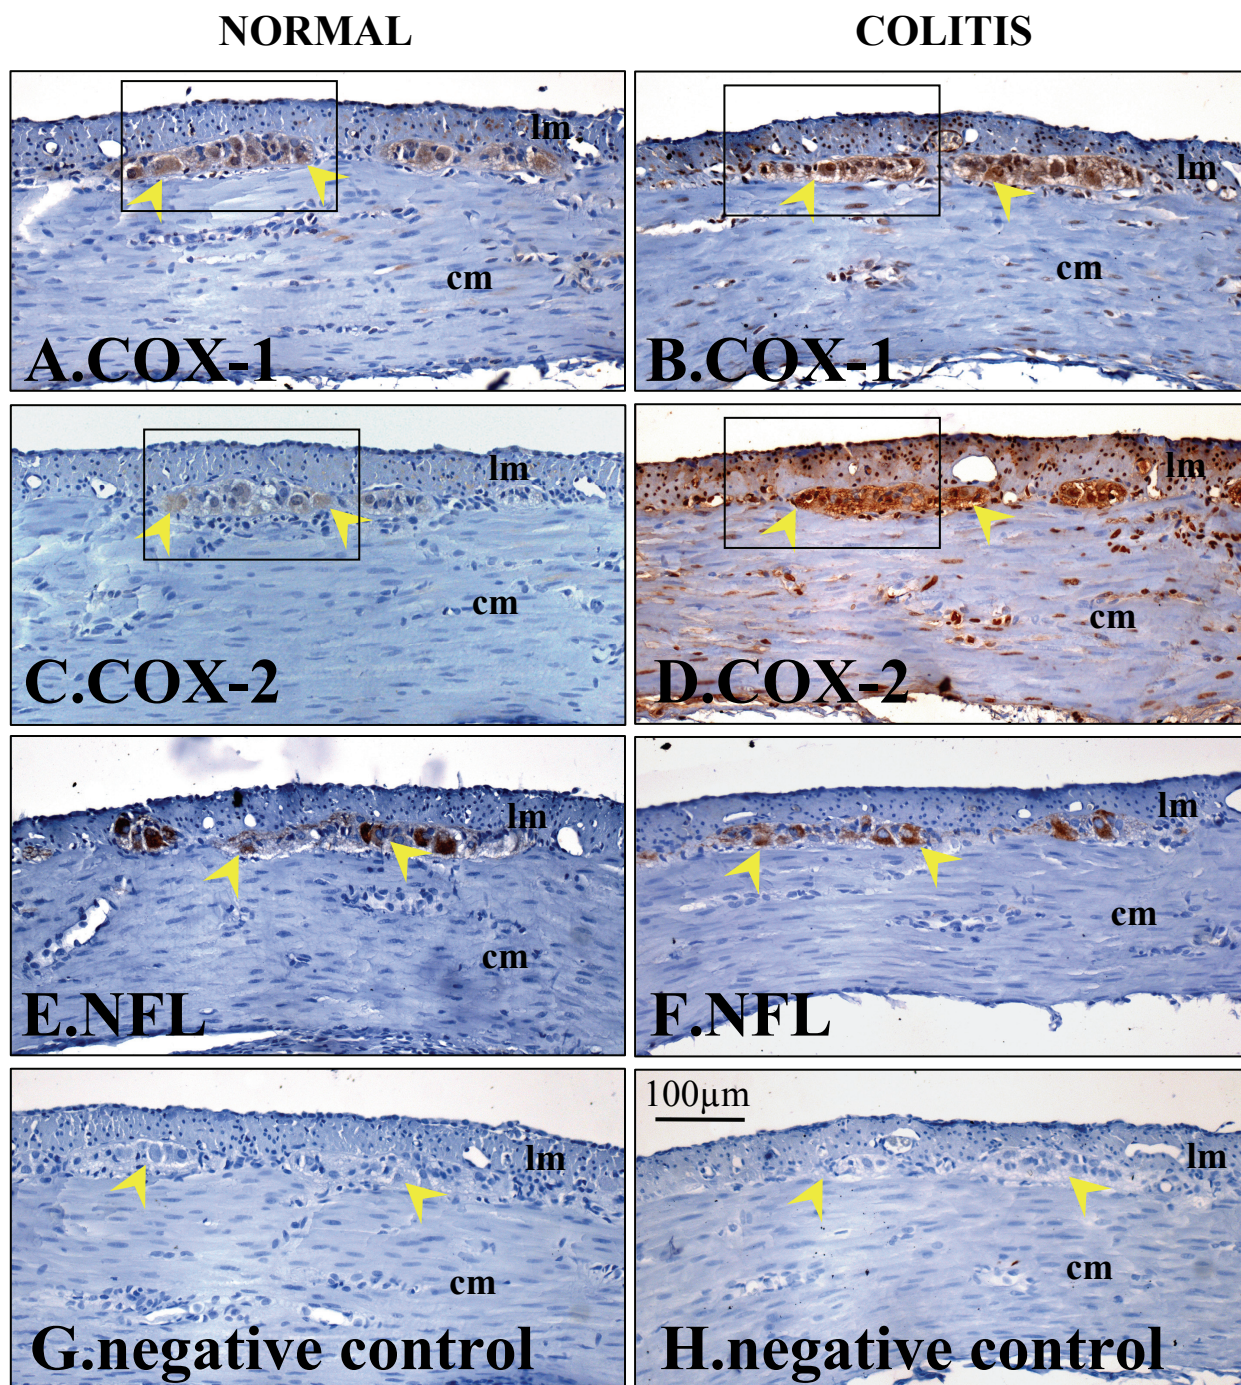 NORMAL
COLITIS
lm
cm
A.COX-1
lm
cm
B.COX-1
lm
cm
C.COX-2
lm
cm
D.COX-2
lm
cm
E.NFL
lm
cm
F.NFL
lm
cm
G.negative control
100µm
lm
cm
H.negative control